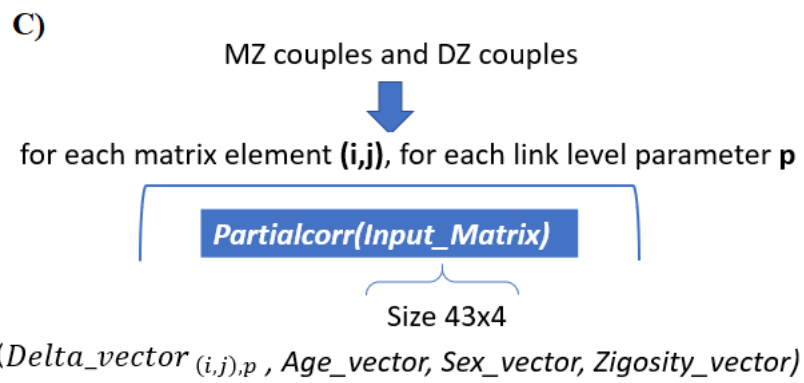 C)
MZ couples and DZ couples
for each matrix element (i,j), for each link level parameter p
Partialcorr(Input_Matrix)
Size 43x4
(Delta_vector (i,j),p , Age_vector, Sex_vector, Zigosity_vector)